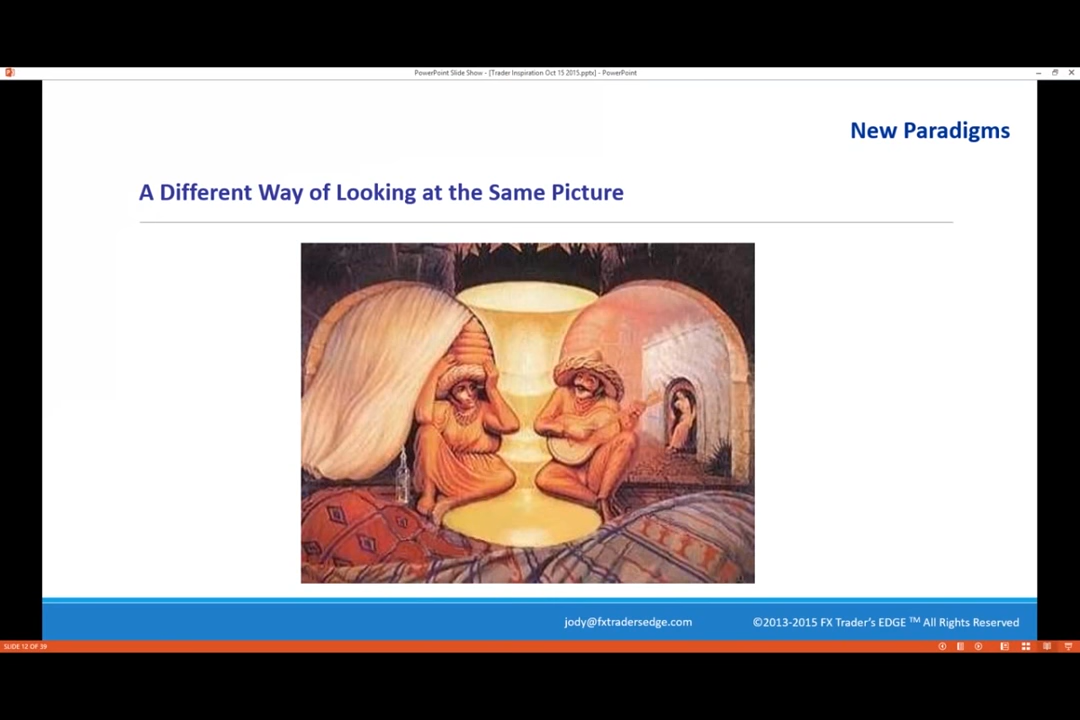 PowerPoint Slide Show - [Trader Inspiration Oct 15 2015.pptx] - PowerPoint
New Paradigms
A Different Way of Looking at the Same Picture
jody@fxtradersedge.com ©2013-2015 FX Trader's EDGE ™ All Rights Reserved
SLIDE 12 OF 39